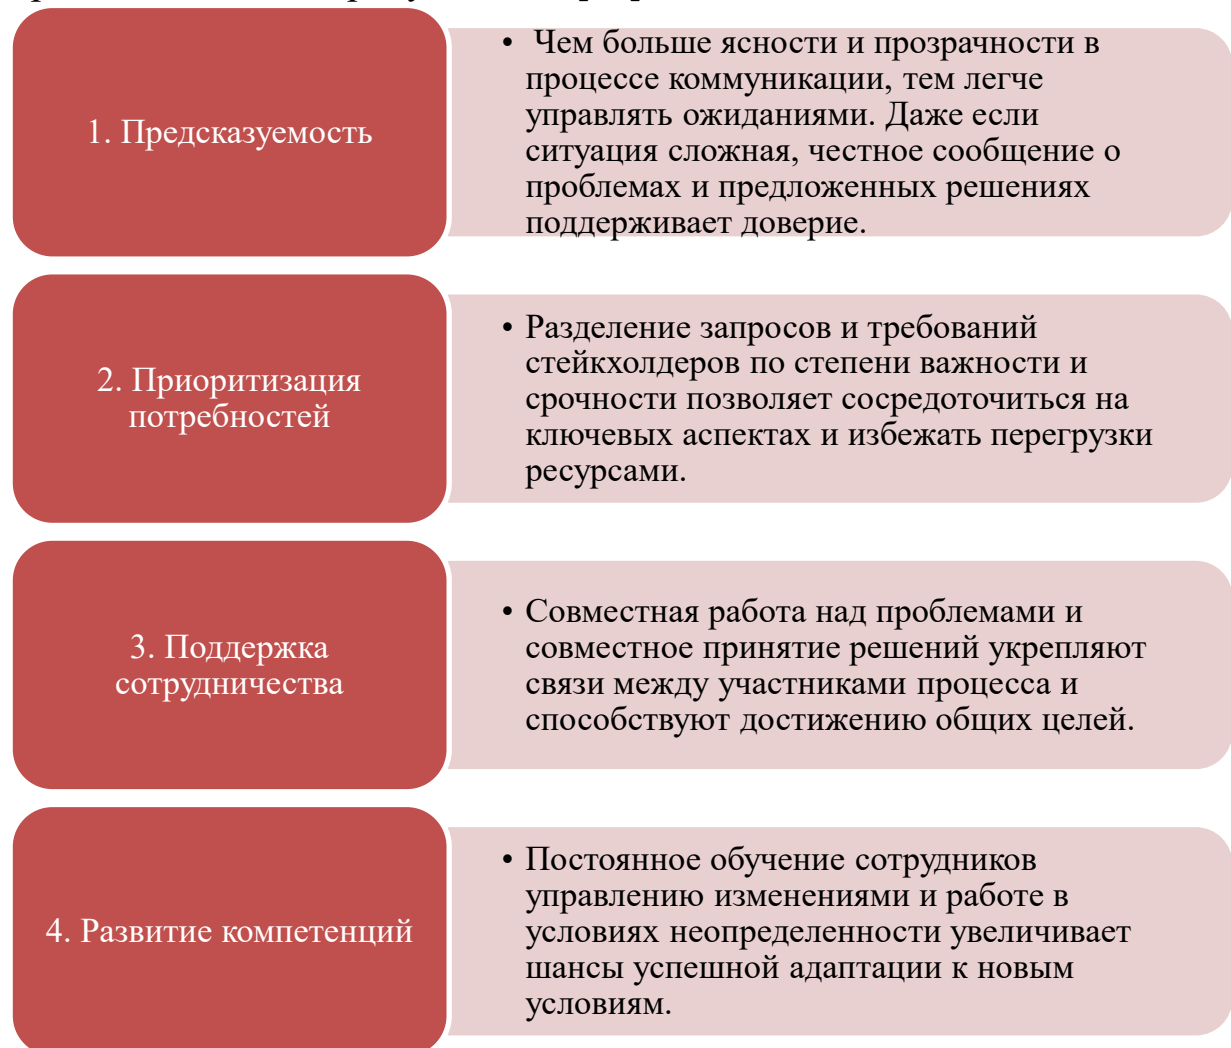 1. Предсказуемость
• Чем больше ясности и прозрачности в
процессе коммуникации, тем легче
управлять ожиданиями. Даже если
ситуация сложная, честное сообщение о
проблемах и предложенных решениях
поддерживает доверие.
2. Приоритизация
потребностей
• Разделение запросов и требований
стейкхолдеров по степени важности и
срочности позволяет сосредоточиться на
ключевых аспектах и избежать перегрузки
ресурсами.
3. Поддержка
сотрудничества
• Совместная работа над проблемами и
совместное принятие решений укрепляют
связи между участниками процесса и
способствуют достижению общих целей.
4. Развитие компетенций
• Постоянное обучение сотрудников
управлению изменениями и работе в
условиях неопределенности увеличивает
шансы успешной адаптации к новым
условиям.